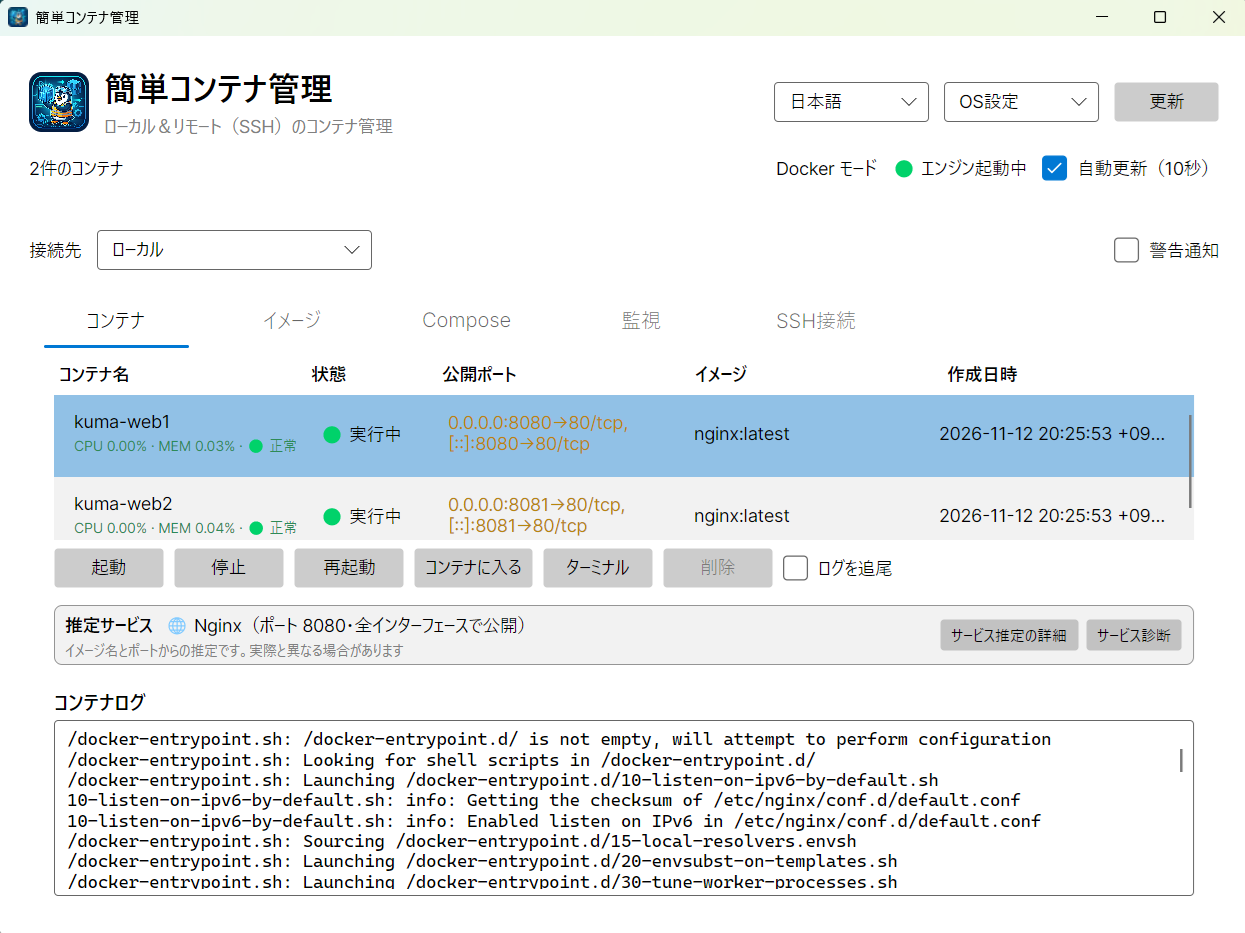 簡単コンテナ管理
簡単コンテナ管理
ローカル&リモート（SSH）のコンテナ管理
日本語
OS設定
更新
2件のコンテナ
Docker モード
エンジン起動中
自動更新（10秒）
接続先
ローカル
警告通知
コンテナ
イメージ
Compose
監視
SSH接続
コンテナ名 状態 公開ポート イメージ 作成日時
kuma-web1
CPU 0.00% · MEM 0.03% · 正常
実行中
0.0.0.0:8080→80/tcp,
[::]:8080→80/tcp
nginx:latest
2026-11-12 20:25:53 +09...
kuma-web2
CPU 0.00% · MEM 0.04% · 正常
実行中
0.0.0.0:8081→80/tcp,
[::]:8081→80/tcp
nginx:latest
2026-11-12 20:25:53 +09...
起動
停止
再起動
コンテナに入る
ターミナル
削除
ログを追尾
推定サービス Nginx（ポート 8080・全インターフェースで公開）
イメージ名とポートからの推定です。実際と異なる場合があります
サービス推定の詳細
サービス診断
コンテナログ
/docker-entrypoint.sh: /docker-entrypoint.d/ is not empty, will attempt to perform configuration
/docker-entrypoint.sh: Looking for shell scripts in /docker-entrypoint.d/
/docker-entrypoint.sh: Launching /docker-entrypoint.d/10-listen-on-ipv6-by-default.sh
10-listen-on-ipv6-by-default.sh: info: Getting the checksum of /etc/nginx/conf.d/default.conf
10-listen-on-ipv6-by-default.sh: info: Enabled listen on IPv6 in /etc/nginx/conf.d/default.conf
/docker-entrypoint.sh: Sourcing /docker-entrypoint.d/15-local-resolvers.envsh
/docker-entrypoint.sh: Launching /docker-entrypoint.d/20-envsubst-on-templates.sh
/docker-entrypoint.sh: Launching /docker-entrypoint.d/30-tune-worker-processes.sh